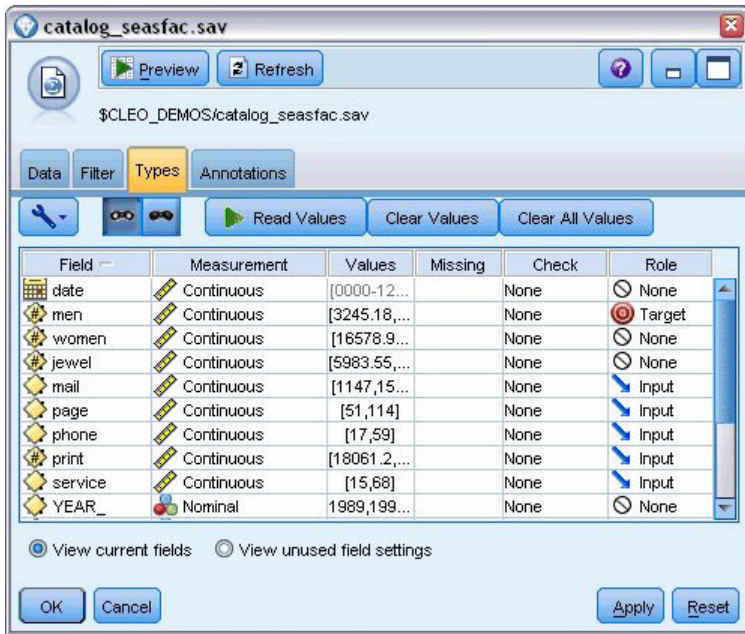 catalog_seasfac.sav
Preview Refresh
$CLEO_DEMOS/catalog_seasfac.sav
Data Filter Types Annotations
Read Values Clear Values Clear All Values
Field Measurement Values Missing Check Role
date Continuous [0000-12... None None
men Continuous [3245.18,... None Target
women Continuous [16578.9... None None
jewel Continuous [5983.55,... None None
mail Continuous [1147,15... None Input
page Continuous [51,114] None Input
phone Continuous [17,59] None Input
print Continuous [18061.2,... None Input
service Continuous [15,68] None Input
YEAR_ Nominal 1989,199... None None
View current fields View unused field settings
OK Cancel Apply Reset